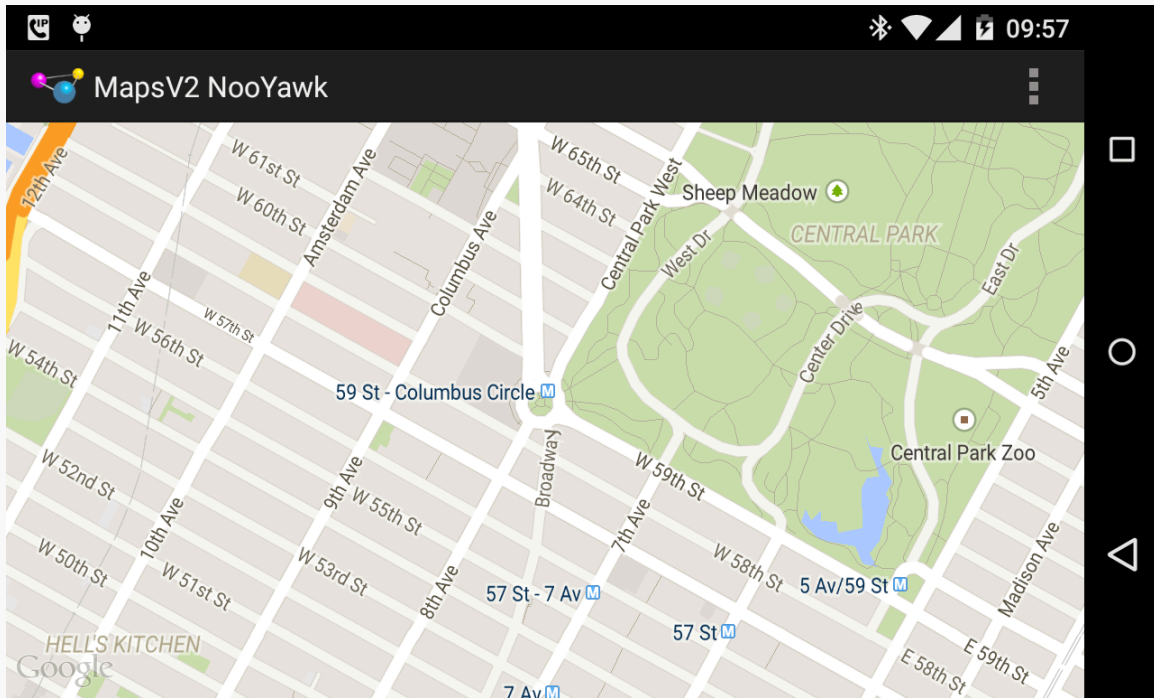 09:57
MapsV2 NooYawk
12th Ave
W 61st St
W 60th St
Amsterdam Ave
Columbus Ave
W 65th St
W 64th St
Central Park West
Sheep Meadow
CENTRAL PARK
West Dr
East Dr
11th Ave
W 57th St
W 56th St
W 54th St
Center Drive
5th Ave
59 St - Columbus Circle M
Central Park Zoo
Broadway
W 59th St
W 52nd St
10th Ave
9th Ave
W 55th St
7th Ave
W 50th St
W 51st St
W 53rd St
8th Ave
W 58th St
57 St - 7 Av M
5 Av/59 St M
Madison Ave
57 St M
HELL'S KITCHEN
Google
E 58th St
E 59th St
7 Av M